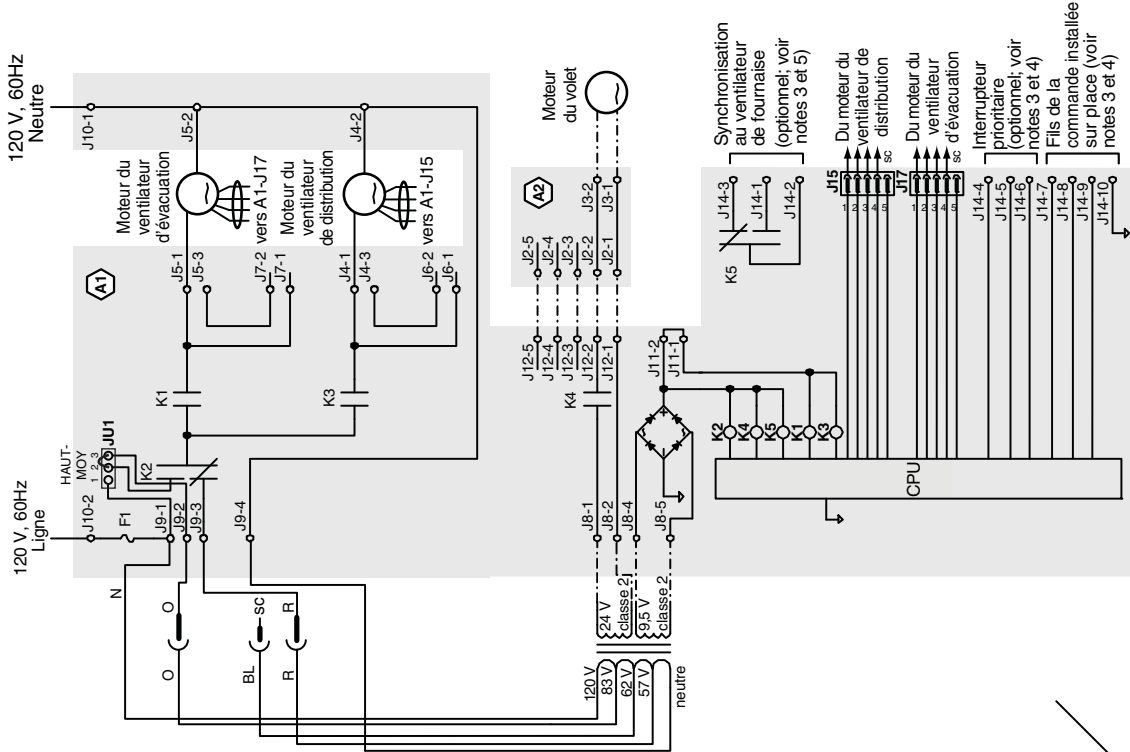 120 V, 60Hz
Ligne
120 V, 60Hz
Neutre
HAUT-
MOY
JU1
1 2 3
J10-2
F1
J9-1
J9-2
J9-3
J9-4
K2
K1
K3
A1
J5-1
J5-3
J7-2
J7-1
J4-1
J4-3
J6-2
J6-1
Moteur du
ventilateur
d'évacuation
vers A1-J17
Moteur du
ventilateur
de distribution
vers A1-J15
J10-1
J5-2
J4-2
N
O
O
BL
sc
R
R
120 V
83 V
62 V
57 V
neutre
24 V
classe 2
9,5 V
classe 2
J8-1
J8-2
J8-4
J8-5
K4
J12-5
J12-4
J12-3
J12-2
J12-1
J2-5
J2-4
J2-3
J2-2
J2-1
A2
J3-2
J3-1
Moteur
du volet
J11-2
J11-1
K2
K4
K5
K1
K3
CPU
K5
J14-3
J14-1
J14-2
Synchronisation
au ventilateur
de fournaise
(optionnel; voir
notes 3 et 5)
J15
1
2
3
4
5
sc
Du moteur du
ventilateur de
distribution
J17
1
2
3
4
5
sc
Du moteur du
ventilateur
d'évacuation
J14-4
J14-5
J14-6
Interrupteur
prioritaire
(optionnel; voir
notes 3 et 4)
J14-7
J14-8
J14-9
J14-10
Fils de la
commande installée
sur place (voir
notes 3 et 4)